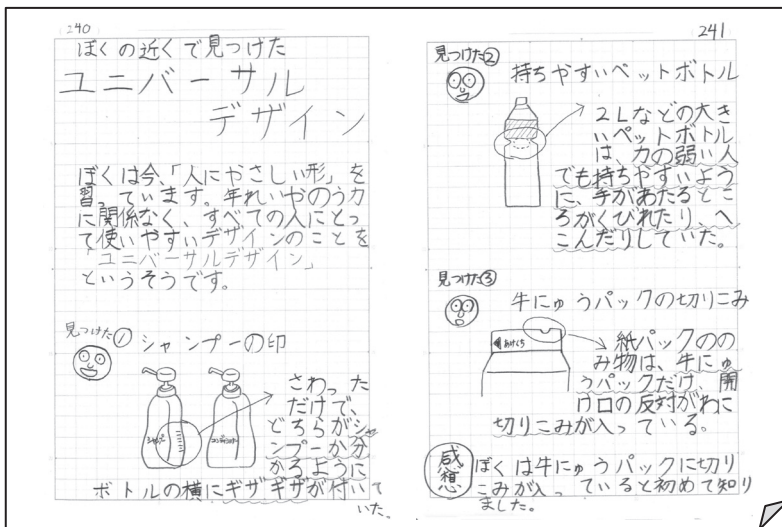 240
ぼくの近くで見つけた
ユニバーサル
デザイン
ぼくは今、「人にやさしい形」を
習っています。年れいやのう力
に関係なく、すべての人にとっ
て使いやすいデザインのことを
「ユニバーサルデザイン」
というそうです。
見つけた①
シャンプーの印
シャンプー
コンディショナー
さわった
だけで、
どちらがシャ
ンプーか分
かるように
ボトルの横にギザギザが付いて
いた。
241
見つけた②
持ちやすいペットボトル
2Lなどの大き
いペットボトル
は、力の弱い人
でも持ちやすいよう
に、手があたるとこ
ろがくびれたり、へ
こんだりしていた。
見つけた③
牛にゅうパックの切りこみ
あけくち
紙パックのの
み物は、牛にゅ
うパックだけ、開
け口の反対がわに
切りこみが入っている。
感想
ぼくは牛にゅうパックに切り
こみが入っていると初めて知り
ました。